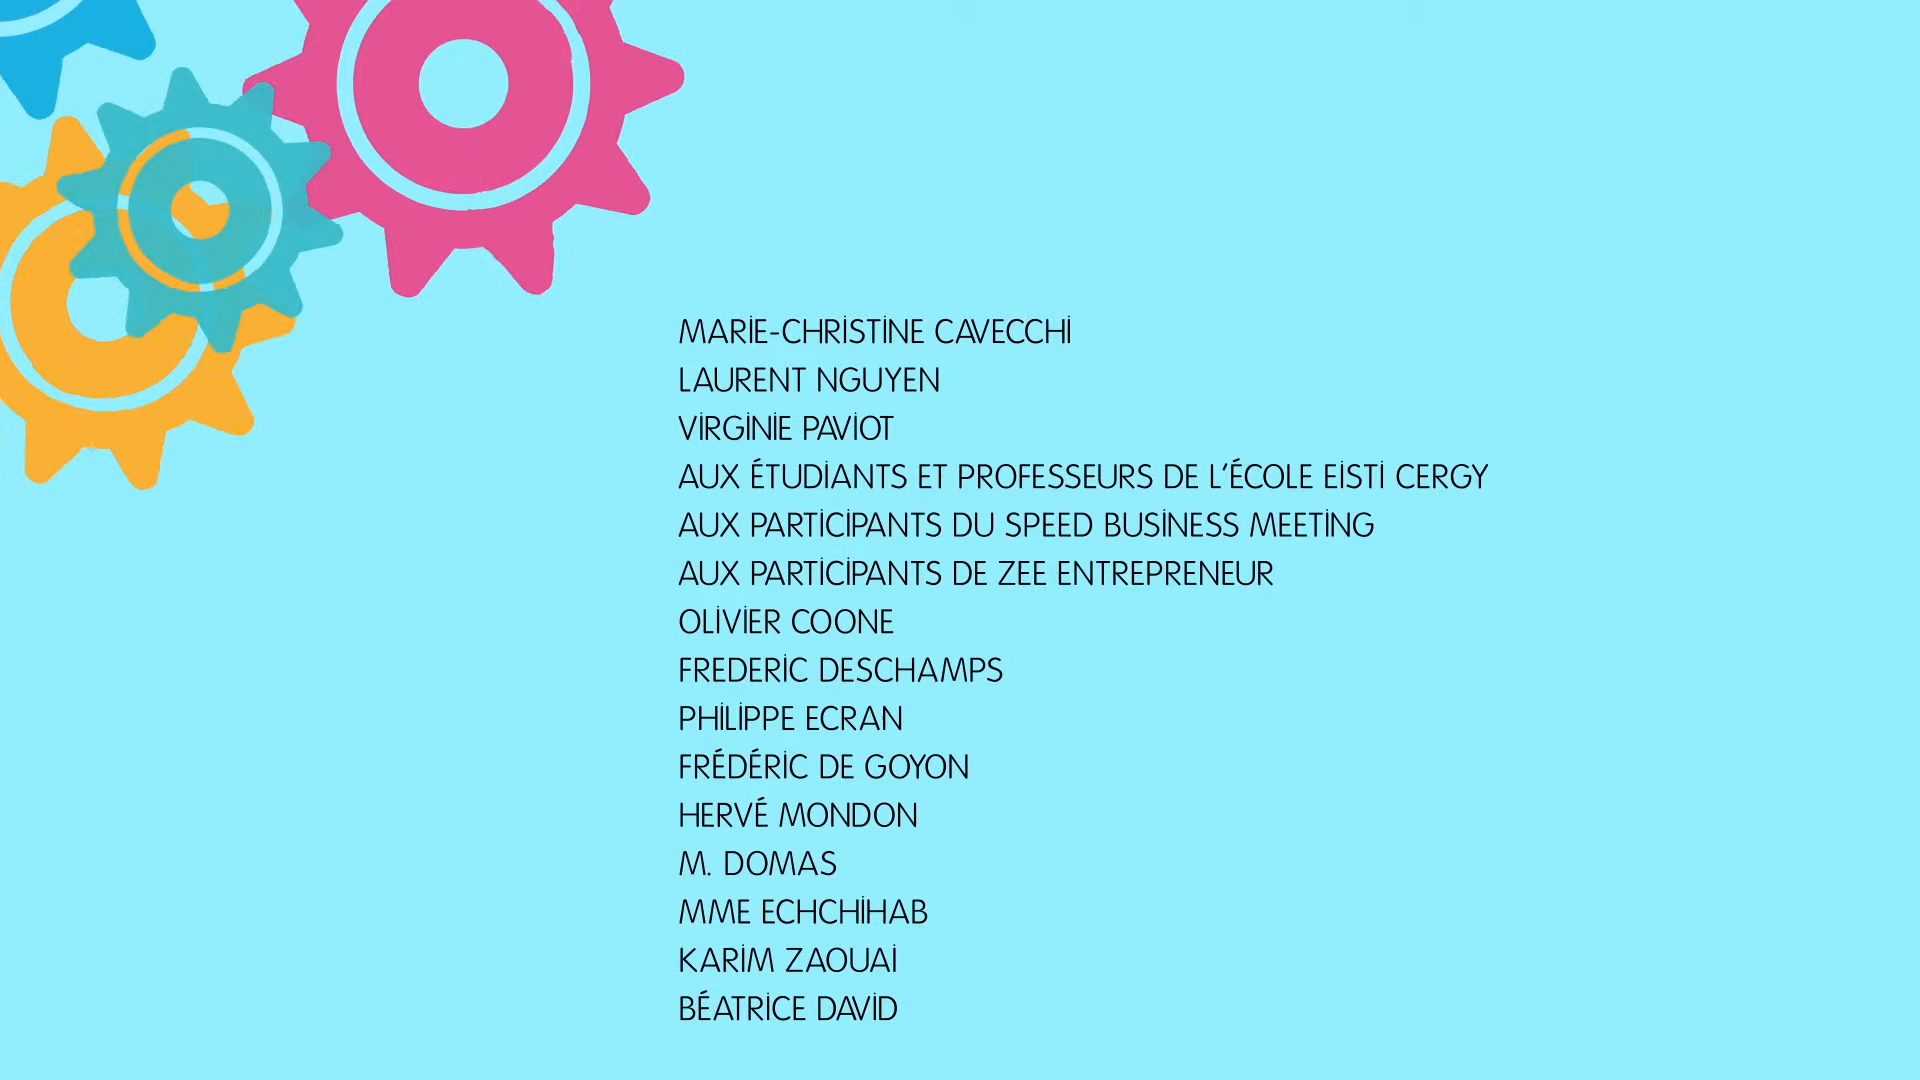 MARIE-CHRISTINE CAVECCHI
LAURENT NGUYEN
VIRGINIE PAVIOT
AUX ÉTUDIANTS ET PROFESSEURS DE L'ÉCOLE EISTI CERGY
AUX PARTICIPANTS DU SPEED BUSINESS MEETING
AUX PARTICIPANTS DE ZEE ENTREPRENEUR
OLIVIER COONE
FREDERIC DESCHAMPS
PHILIPPE ECRAN
FRÉDÉRIC DE GOYON
HERVÉ MONDON
M. DOMAS
MME ECHCHIHAB
KARIM ZAOUAI
BÉATRICE DAVID